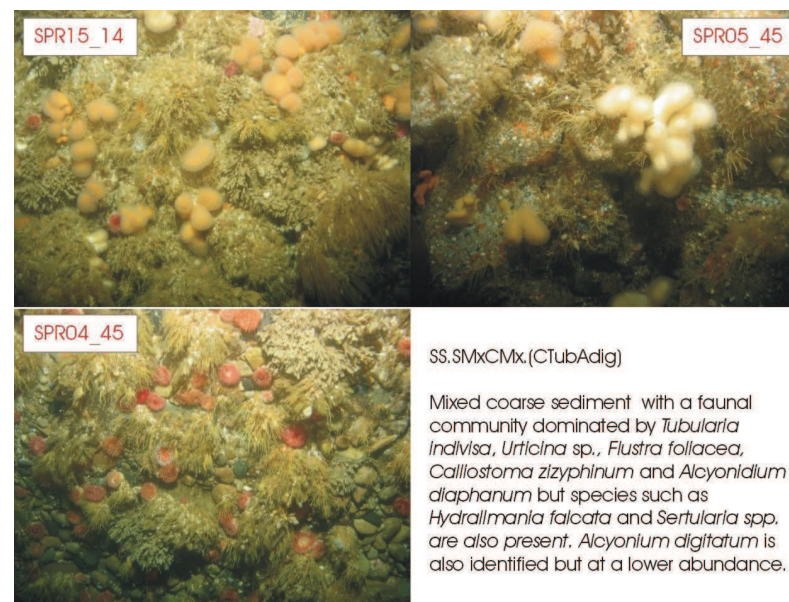 SPR15_14
SPR05_45
SPR04_45
SS.SMxCMx.(CTubAdig)
Mixed coarse sediment with a faunal
community dominated by Tubularia
indivisa, Urticina sp., Flustra foliacea,
Calliostoma zizyphinum and Alcyonidium
diaphanum but species such as
Hydrallmania falcata and Sertularia spp.
are also present. Alcyonium digitatum is
also identified but at a lower abundance.